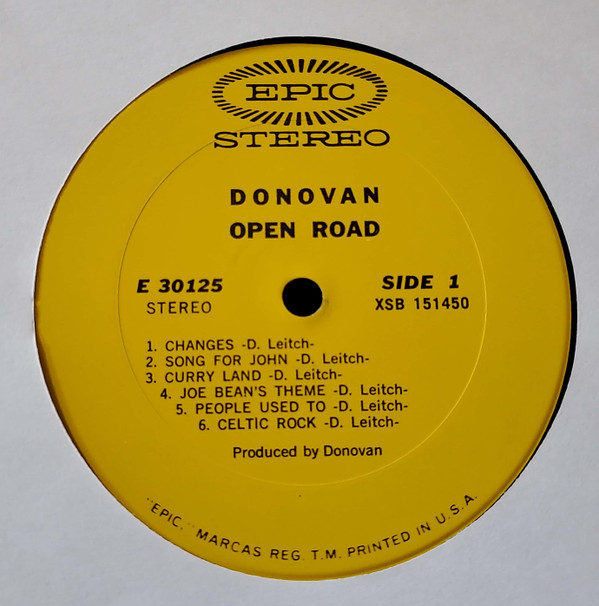 EPIC
STEREO
DONOVAN
OPEN ROAD
E 30125
STEREO
SIDE 1
XSB 151450
1. CHANGES -D. Leitch-
2. SONG FOR JOHN -D. Leitch-
3. CURRY LAND -D. Leitch-
4. JOE BEAN'S THEME -D. Leitch-
5. PEOPLE USED TO -D. Leitch-
6. CELTIC ROCK -D. Leitch-
Produced by Donovan
"EPIC," MARCAS REG. T.M. PRINTED IN U.S.A.